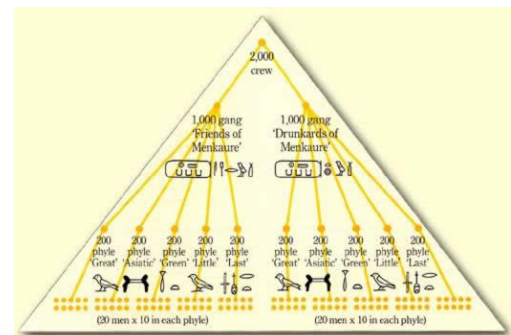 2,000
crew
1,000 gang
'Friends of
Menkaure'
1,000 gang
'Drunkards of
Menkaure'
200
phyle
'Great'
200
phyle
'Asiatic'
200
phyle
'Green'
200
phyle
'Little'
200
phyle
'Last'
200
phyle
'Great'
200
phyle
'Asiatic'
200
phyle
'Green'
200
phyle
'Little'
200
phyle
'Last'
(20 men x 10 in each phyle)
(20 men x 10 in each phyle)